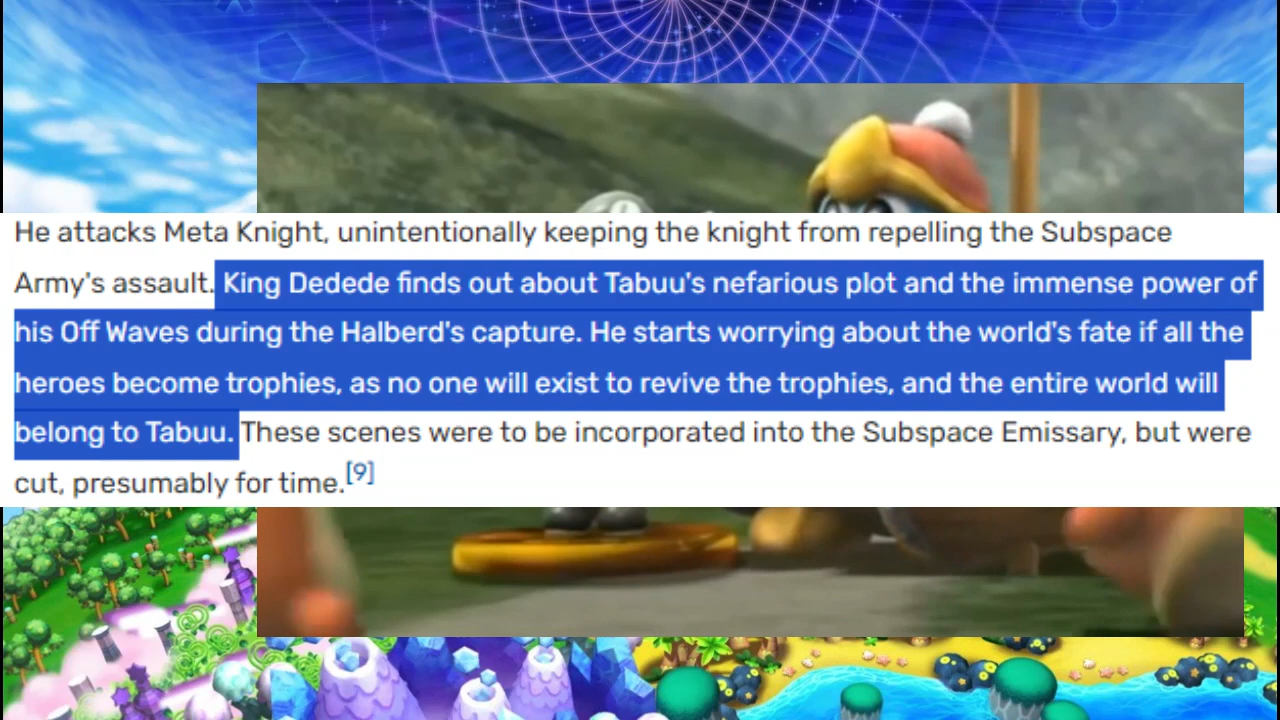 He attacks Meta Knight, unintentionally keeping the knight from repelling the Subspace
Army's assault. King Dedede finds out about Tabuu's nefarious plot and the immense power of
his Off Waves during the Halberd's capture. He starts worrying about the world's fate if all the
heroes become trophies, as no one will exist to revive the trophies, and the entire world will
belong to Tabuu. These scenes were to be incorporated into the Subspace Emissary, but were
cut, presumably for time.[9]